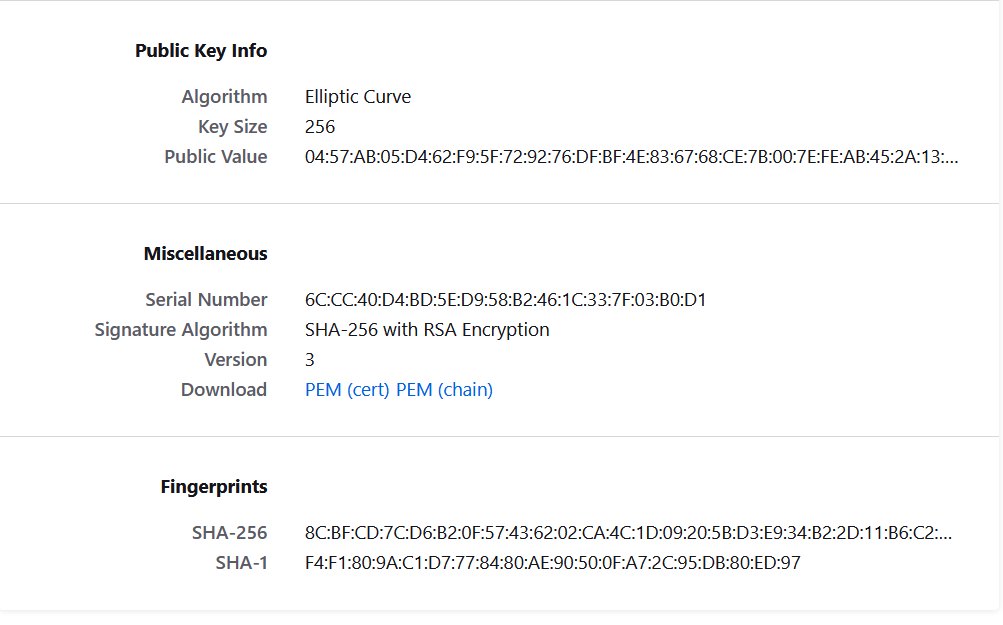 Public Key Info
Algorithm Elliptic Curve
Key Size 256
Public Value 04:57:AB:05:D4:62:F9:5F:72:92:76:DF:BF:4E:83:67:68:CE:7B:00:7E:FE:AB:45:2A:13:...
Miscellaneous
Serial Number 6C:CC:40:D4:BD:5E:D9:58:B2:46:1C:33:7F:03:B0:D1
Signature Algorithm SHA-256 with RSA Encryption
Version 3
Download PEM (cert) PEM (chain)
Fingerprints
SHA-256 8C:BF:CD:7C:D6:B2:0F:57:43:62:02:CA:4C:1D:09:20:5B:D3:E9:34:B2:2D:11:B6:C2:...
SHA-1 F4:F1:80:9A:C1:D7:77:84:80:AE:90:50:0F:A7:2C:95:DB:80:ED:97